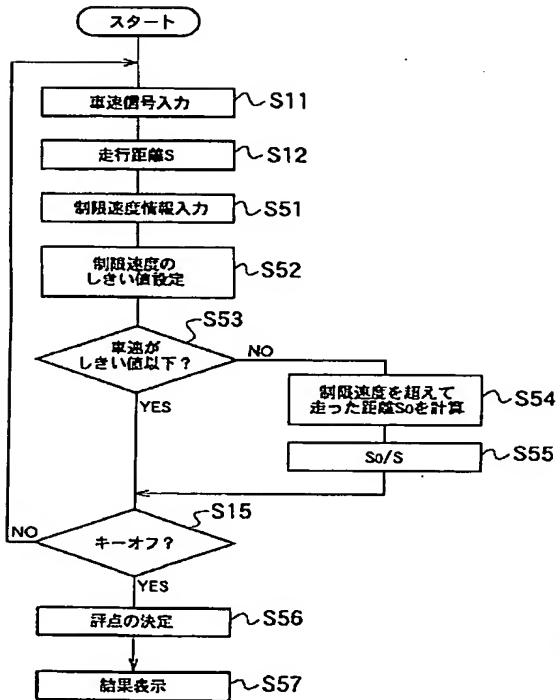 スタート
車速信号入力
S11
走行距離S
S12
制限速度情報入力
S51
制限速度の
しきい値設定
S52
S53
車速が
しきい値以下？
NO
YES
制限速度を超えて
走った距離Soを計算
S54
So/S
S55
S15
キーオフ？
NO
YES
評点の決定
S56
結果表示
S57